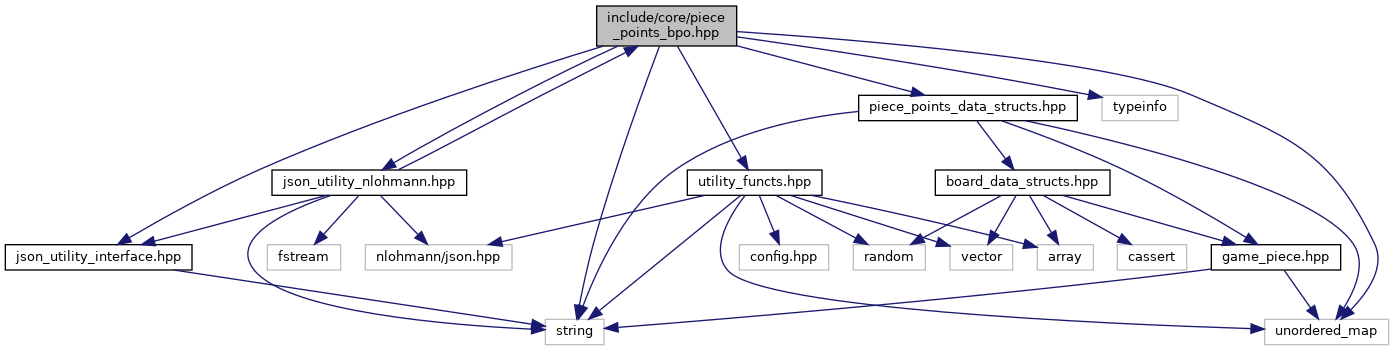 include/core/piece
_points_bpo.hpp
piece_points_data_structs.hpp
typeinfo
json_utility_nlohmann.hpp
utility_functs.hpp
board_data_structs.hpp
json_utility_interface.hpp
fstream
nlohmann/json.hpp
config.hpp
random
vector
array
cassert
game_piece.hpp
string
unordered_map